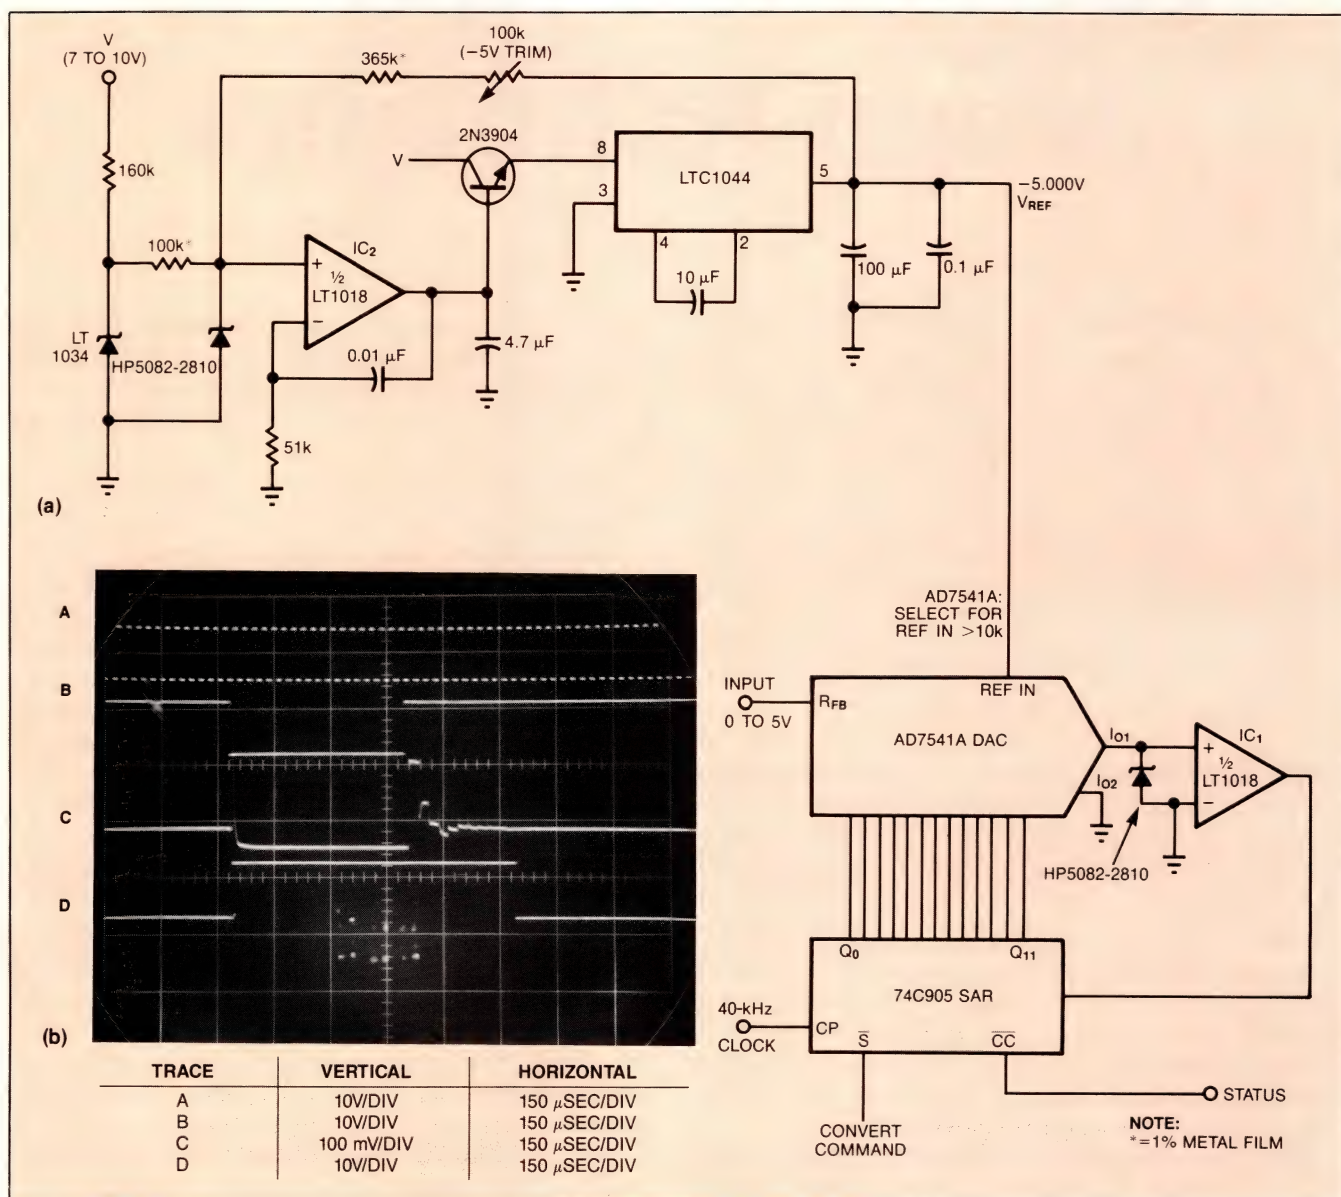 V
(7 TO 10V)
365k*
100k
(−5V TRIM)
2N3904
V
160k
8
3
LTC1044
5
−5.000V
VREF
4
2
10 µF
100 µF
0.1 µF
100k*
IC2
+
½
LT1018
−
LT
1034
HP5082-2810
0.01 µF
4.7 µF
51k
(a)
A
B
C
D
(b)
TRACE VERTICAL HORIZONTAL
A 10V/DIV 150 µSEC/DIV
B 10V/DIV 150 µSEC/DIV
C 100 mV/DIV 150 µSEC/DIV
D 10V/DIV 150 µSEC/DIV
AD7541A:
SELECT FOR
REF IN >10k
INPUT
0 TO 5V
RFB
REF IN
AD7541A DAC
IO1
IO2
IC1
+
½
LT1018
−
HP5082-2810
Q0
Q11
74C905 SAR
40-kHz
CLOCK
CP
S
CC
STATUS
CONVERT
COMMAND
NOTE:
*=1% METAL FILM